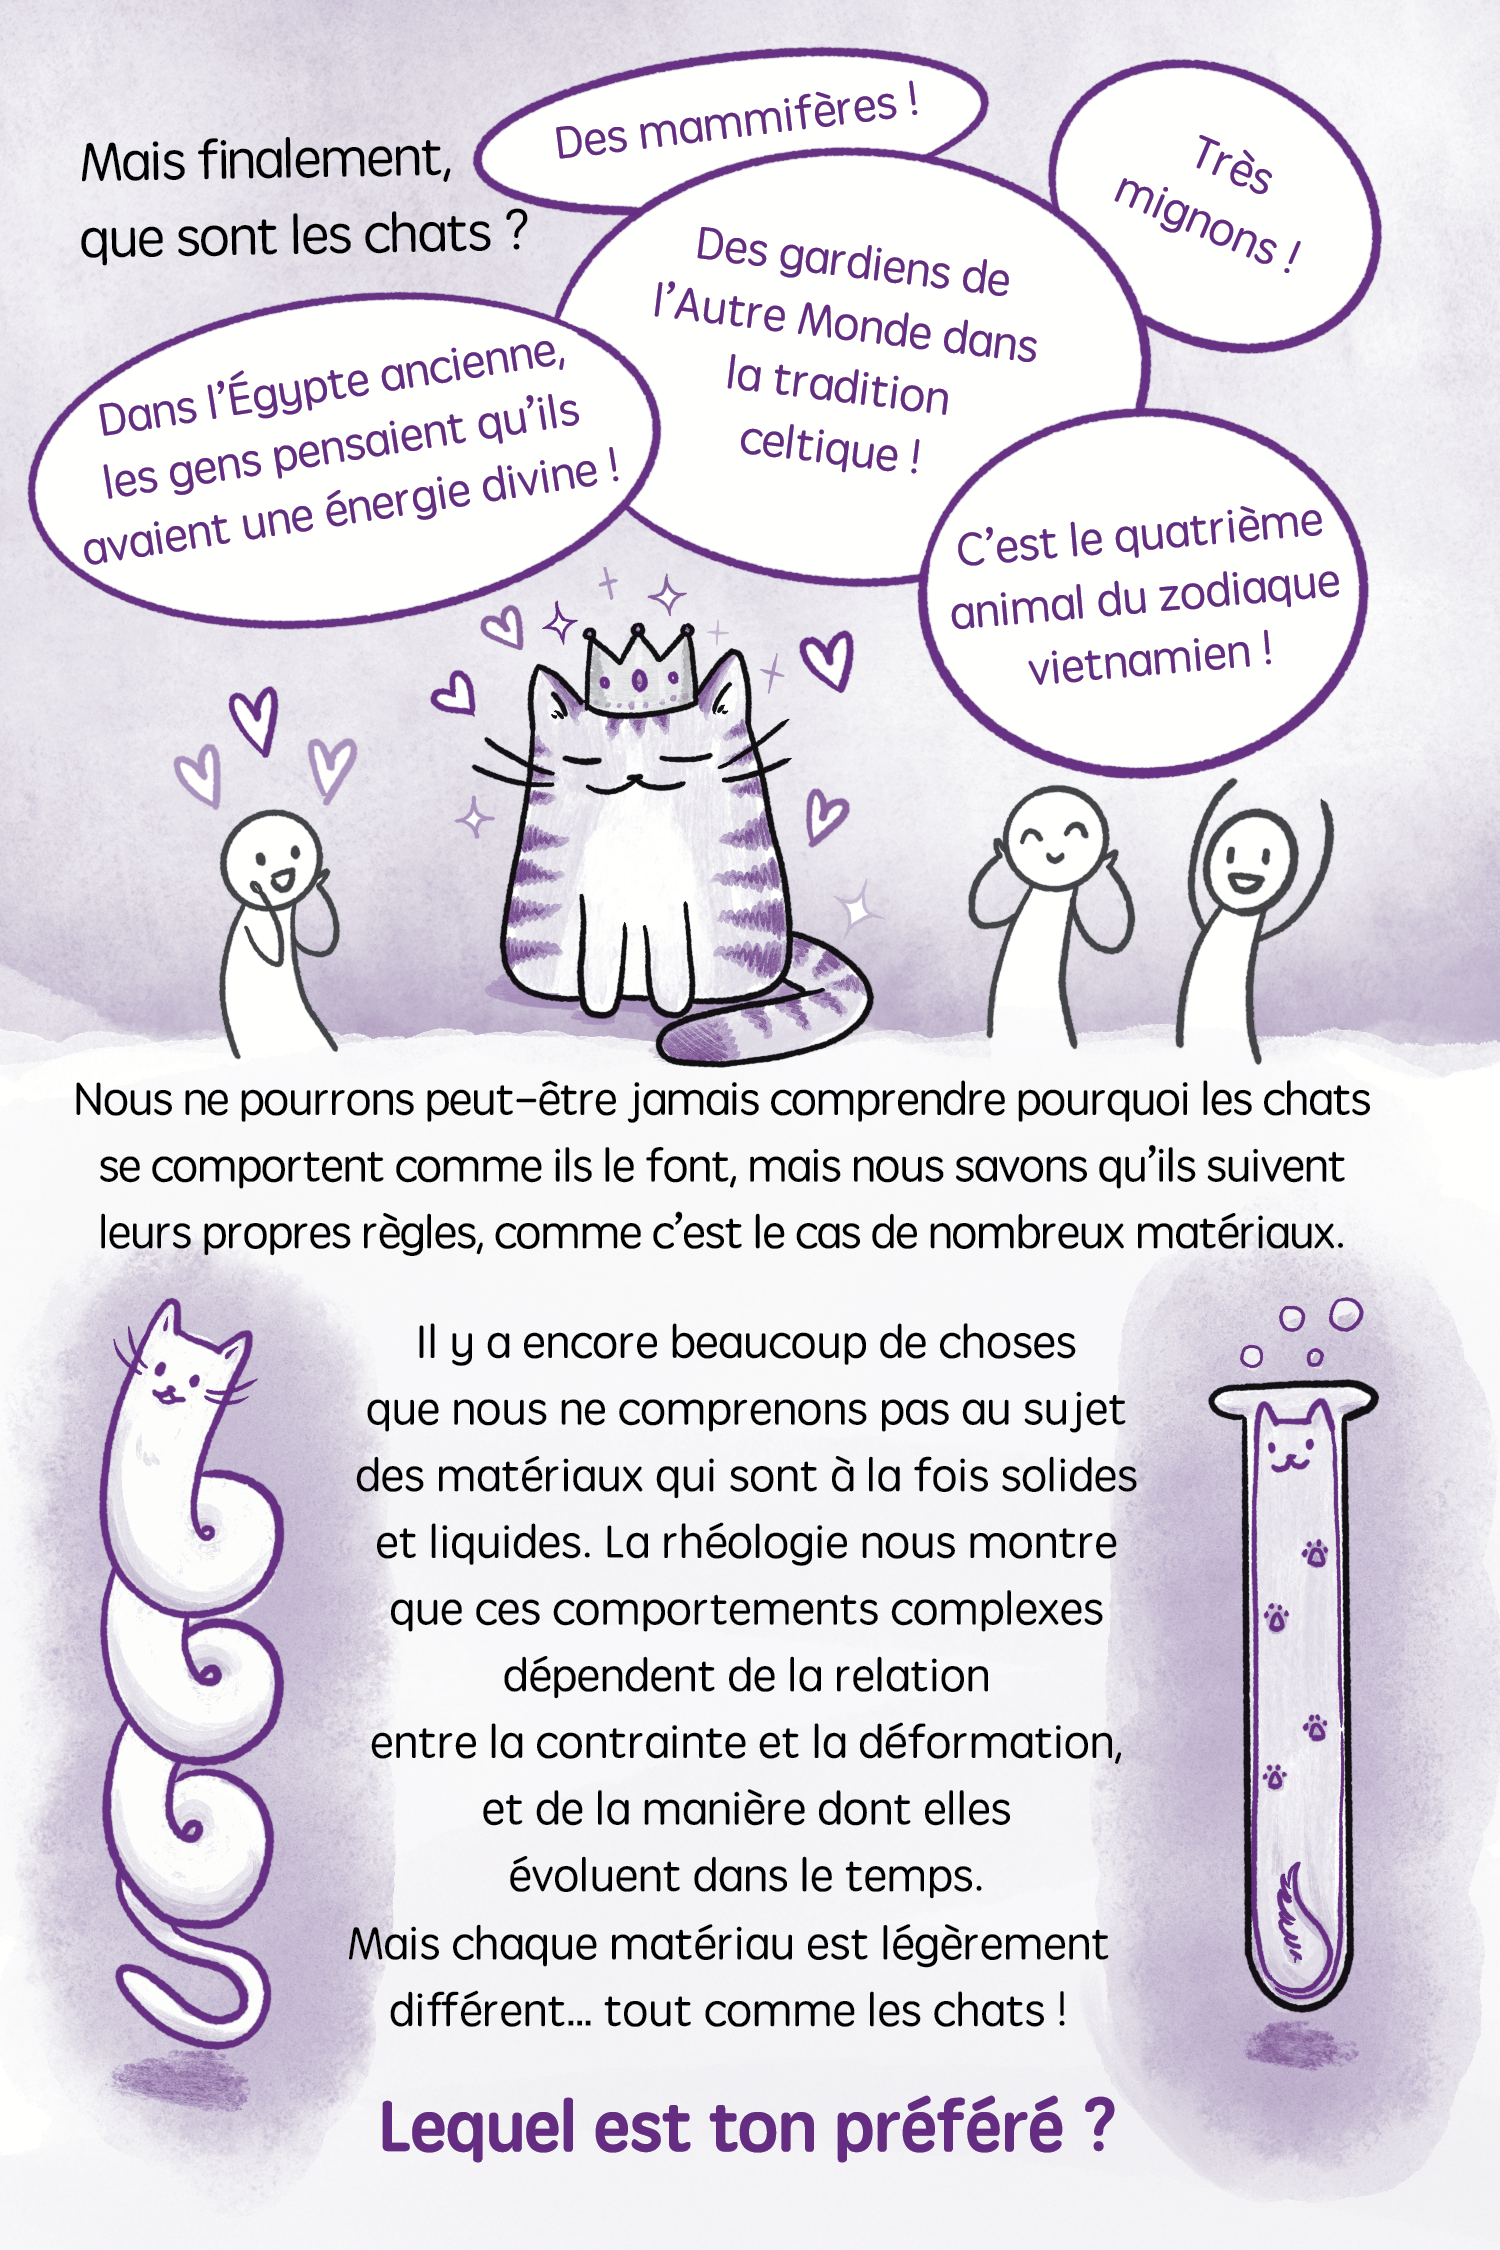 Mais finalement,
que sont les chats ?
Des mammifères !
Très
mignons !
Des gardiens de
l’Autre Monde dans
la tradition
celtique !
Dans l’Égypte ancienne,
les gens pensaient qu’ils
avaient une énergie divine !
C’est le quatrième
animal du zodiaque
vietnamien !
Nous ne pourrons peut-être jamais comprendre pourquoi les chats
se comportent comme ils le font, mais nous savons qu’ils suivent
leurs propres règles, comme c’est le cas de nombreux matériaux.
Il y a encore beaucoup de choses
que nous ne comprenons pas au sujet
des matériaux qui sont à la fois solides
et liquides. La rhéologie nous montre
que ces comportements complexes
dépendent de la relation
entre la contrainte et la déformation,
et de la manière dont elles
évoluent dans le temps.
Mais chaque matériau est légèrement
différent... tout comme les chats !
Lequel est ton préféré ?